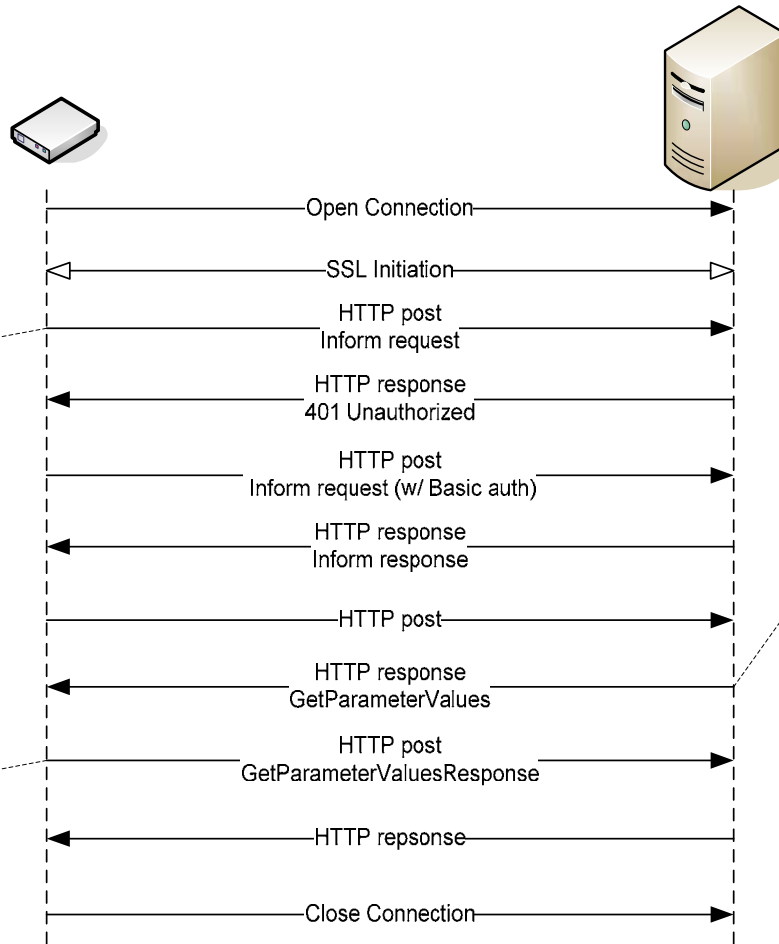 Open Connection
SSL Initiation
HTTP post
Inform request
HTTP response
401 Unauthorized
HTTP post
Inform request (w/ Basic auth)
HTTP response
Inform response
HTTP post
HTTP response
GetParameterValues
HTTP post
GetParameterValuesResponse
HTTP repsonse
Close Connection